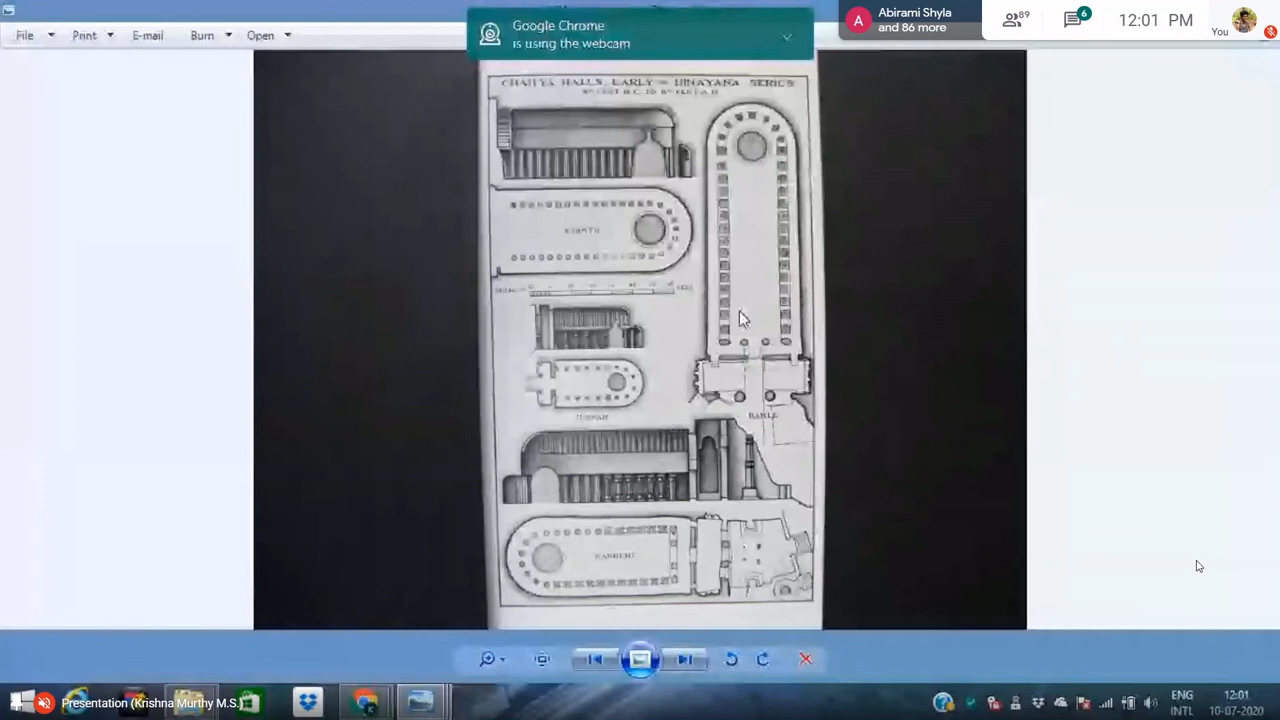 Google Chrome
is using the webcam
Abirami Shyla
and 86 more
89
6
12:01 PM
You
File
Print
E-mail
Burn
Open
CHAITYA HALLS, EARLY HINAYANA SERIES
KARLE
KANHERI
Presentation (Krishna Murthy M.S.)
ENG
INTL
12:01
10-07-2020